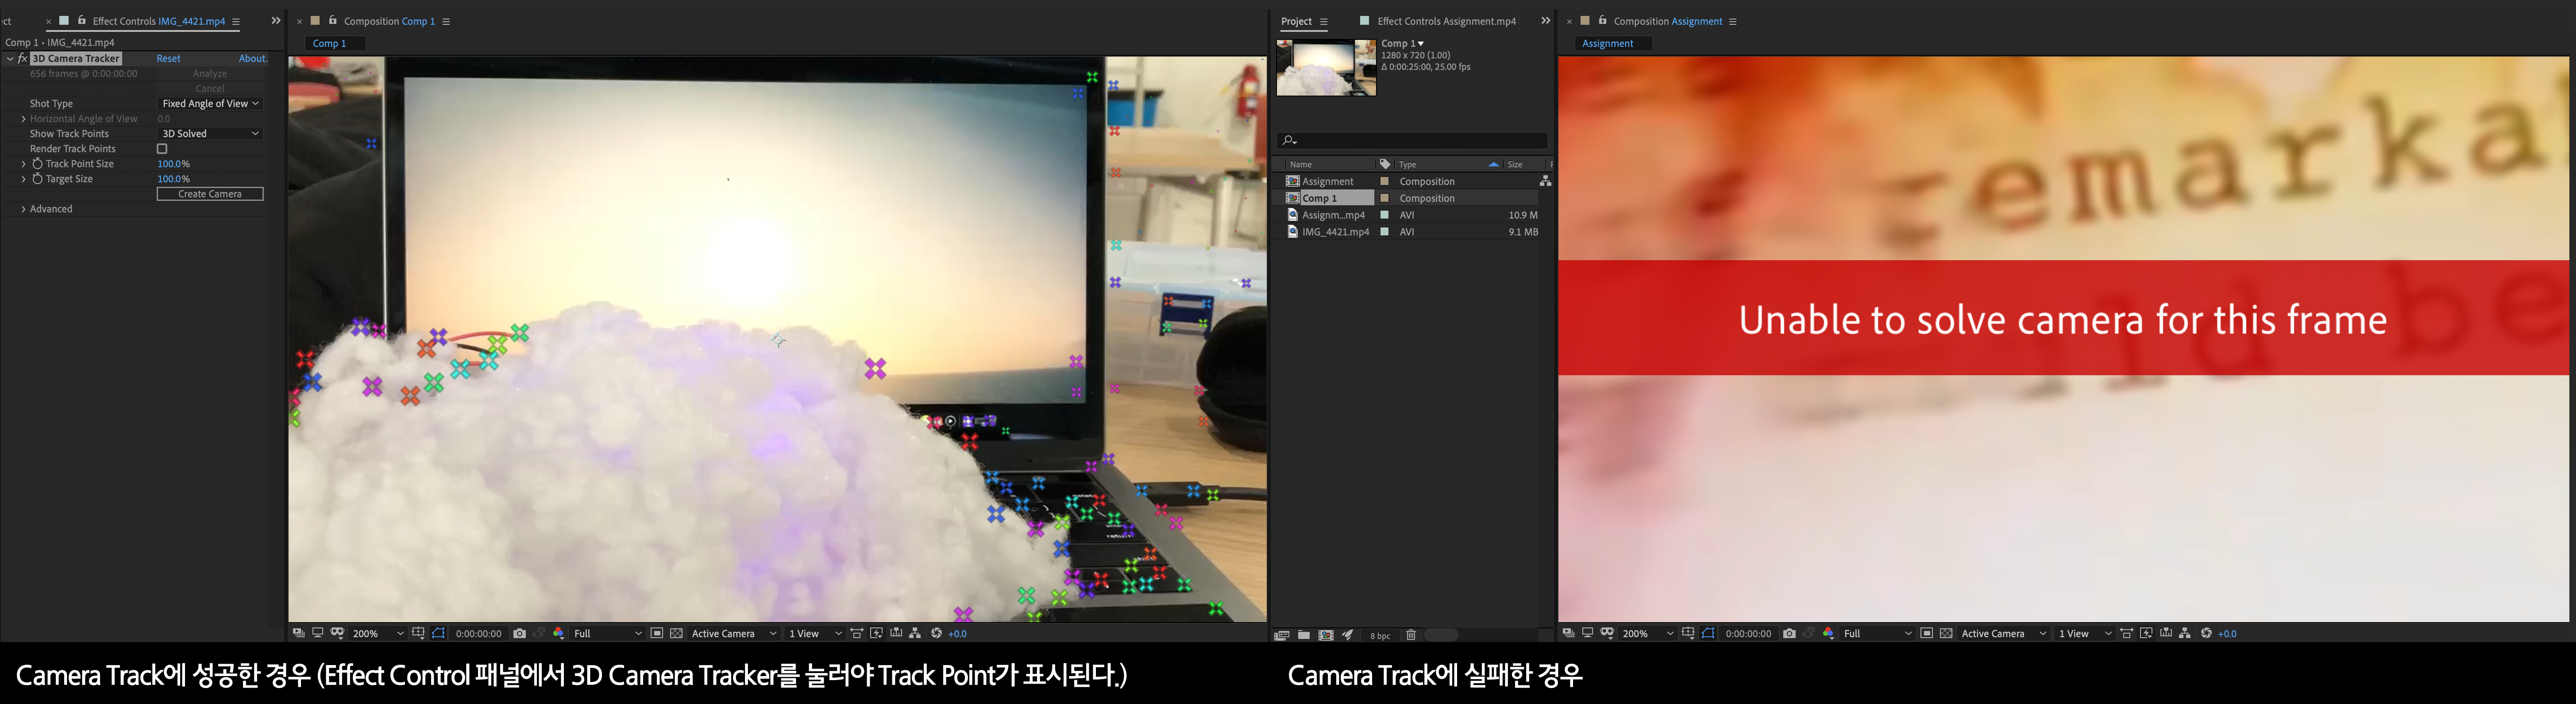 ct
× Effect Controls IMG_4421.mp4 ≡ »
Comp 1 • IMG_4421.mp4
fx 3D Camera Tracker Reset About.
656 frames @ 0:00:00:00 Analyze
Cancel
Shot Type Fixed Angle of View
Horizontal Angle of View 0.0
Show Track Points 3D Solved
Render Track Points
Track Point Size 100.0%
Target Size 100.0%
Create Camera
Advanced
× Composition Comp 1 ≡
Comp 1
200% 0:00:00:00 Full Active Camera 1 View +0.0
Project ≡ Effect Controls Assignment.mp4 »
Comp 1▼
1280 x 720 (1.00)
Δ 0:00:25:00, 25.00 fps
Name Type Size F
Assignment Composition
Comp 1 Composition
Assignm...mp4 AVI 10.9 M
IMG_4421.mp4 AVI 9.1 MB
8 bpc
× Composition Assignment ≡
Assignment
remarka
Unable to solve camera for this frame
ld be
200% 0:00:00:00 Full Active Camera 1 View +0.0
Camera Track에 성공한 경우 (Effect Control 패널에서 3D Camera Tracker를 눌러야 Track Point가 표시된다.)
Camera Track에 실패한 경우